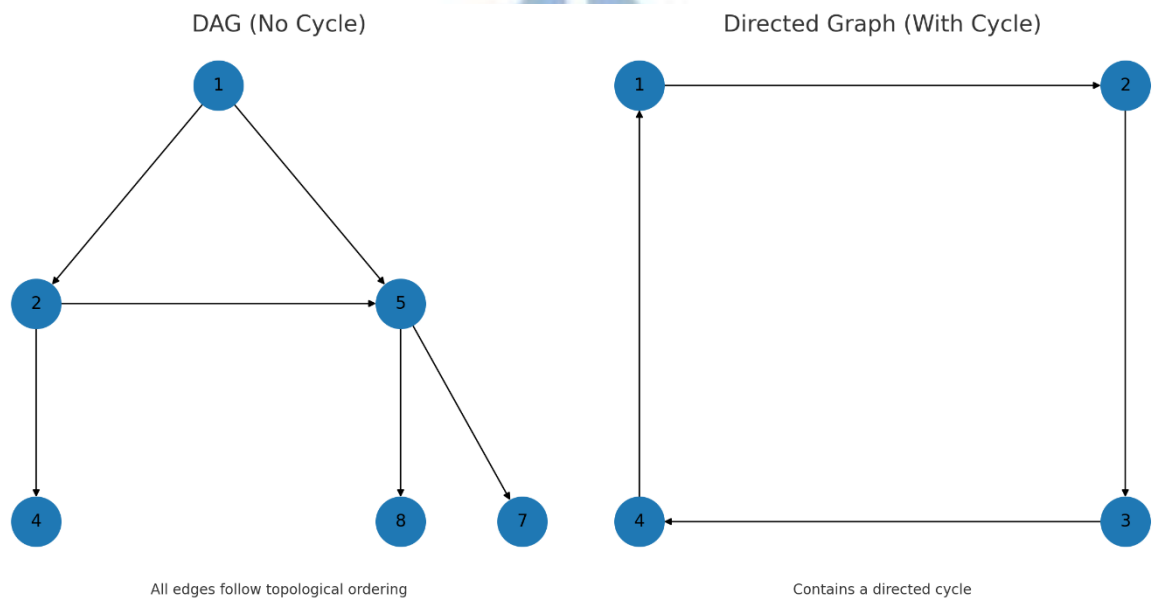 DAG (No Cycle)
1
2
5
4
8
7
All edges follow topological ordering
Directed Graph (With Cycle)
1
2
4
3
Contains a directed cycle